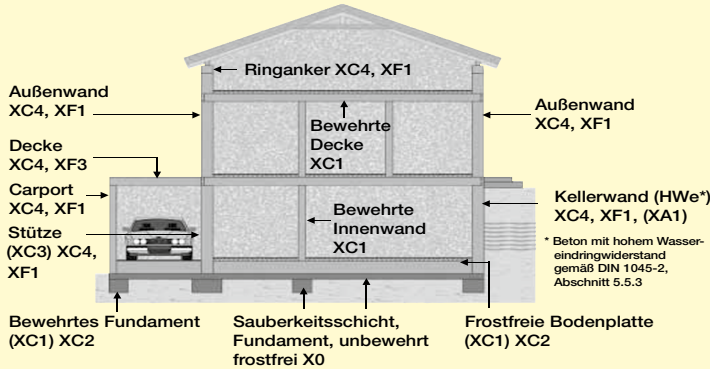 Ringanker XC4, XF1
Außenwand
XC4, XF1
Außenwand
XC4, XF1
Bewehrte
Decke
XC1
Decke
XC4, XF3
Carport
XC4, XF1
Stütze
(XC3) XC4,
XF1
Bewehrte
Innenwand
XC1
Kellerwand (HWe*)
XC4, XF1, (XA1)
* Beton mit hohem Wasser-
eindringwiderstand
gemäß DIN 1045-2,
Abschnitt 5.5.3
Bewehrtes Fundament
(XC1) XC2
Sauberkeitsschicht,
Fundament, unbewehrt
frostfrei X0
Frostfreie Bodenplatte
(XC1) XC2